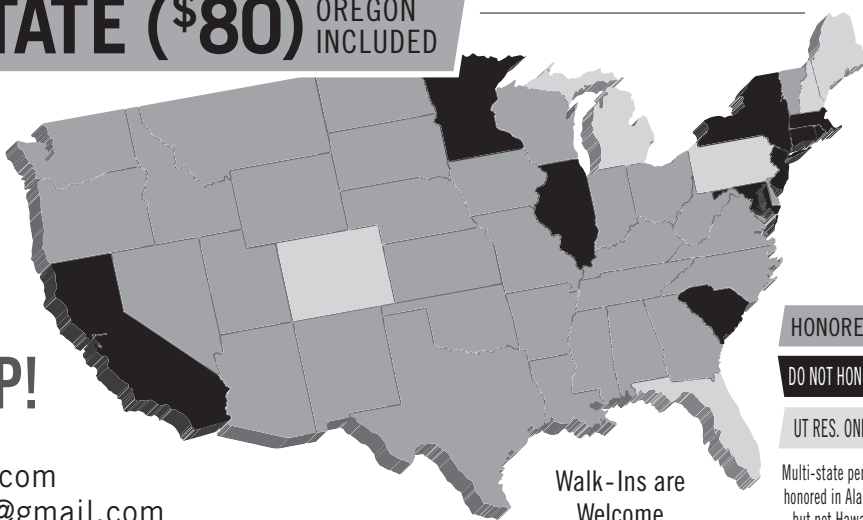 TATE ($80) OREGON
INCLUDED
P!
.com
@gmail.com
Walk-Ins are
Welcome
HONORE
DO NOT HON
UT RES. ONL
Multi-state per
honored in Ala
but not Hawa